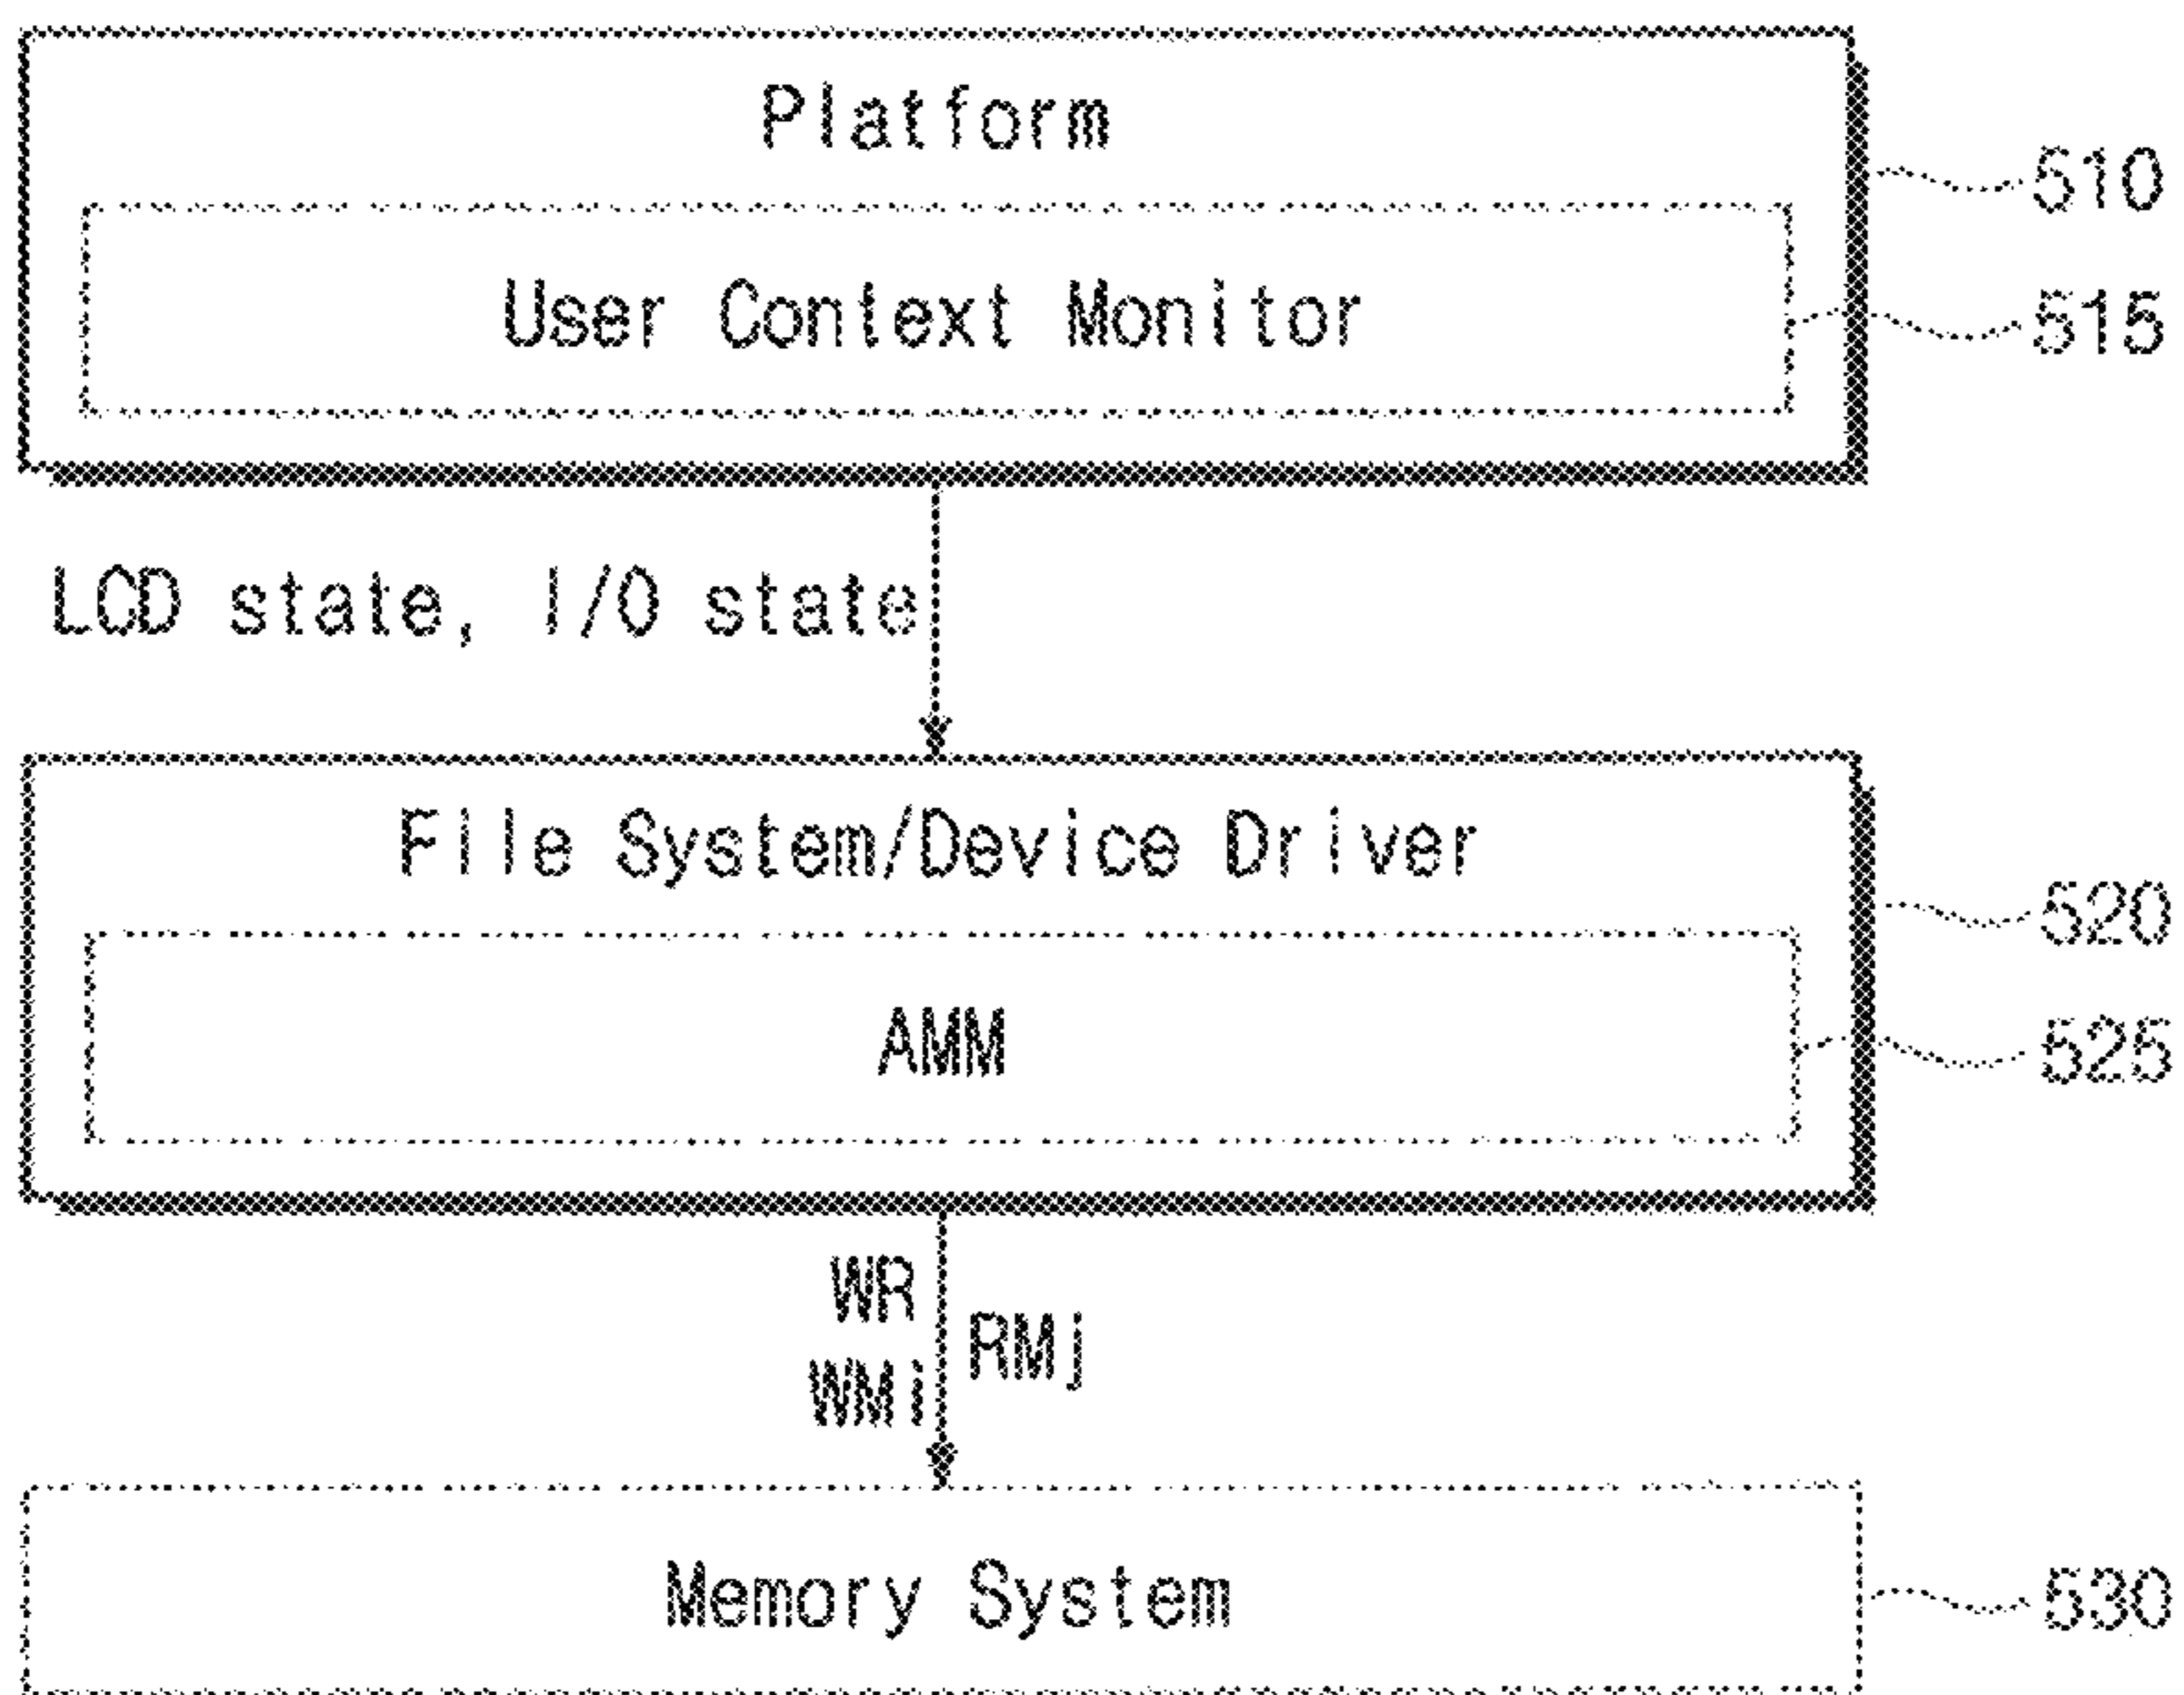 Platform
510
User Context Monitor
515
LCD state, I/O state
File System/Device Driver
520
AMM
525
WR
RMj
WMi
Memory System
530